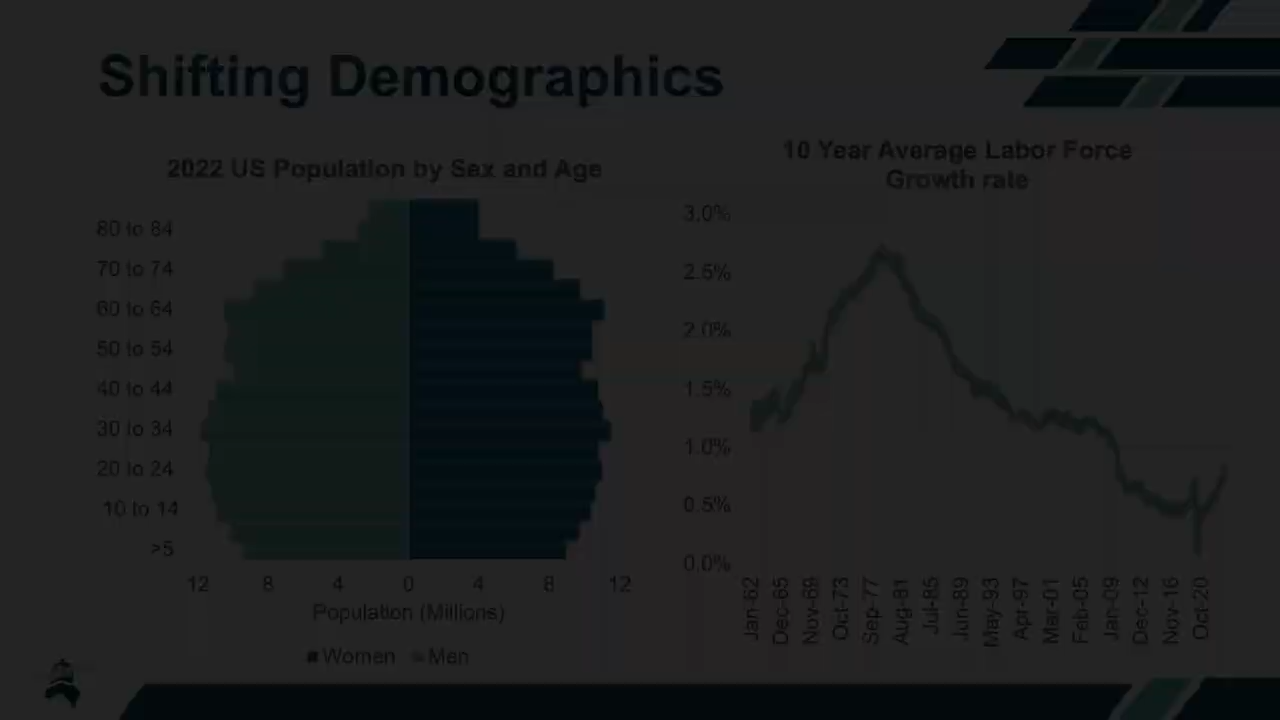 Shifting Demographics
2022 US Population by Sex and Age
80 to 84
70 to 74
60 to 64
50 to 54
40 to 44
30 to 34
20 to 24
10 to 14
>5
12 8 4 0 4 8 12
Population (Millions)
Women Men
10 Year Average Labor Force
Growth rate
3.0%
2.5%
2.0%
1.5%
1.0%
0.5%
0.0%
Jan-62
Dec-65
Nov-69
Oct-73
Sep-77
Aug-81
Jul-85
Jun-89
May-93
Apr-97
Mar-01
Feb-05
Jan-09
Dec-12
Nov-16
Oct-20